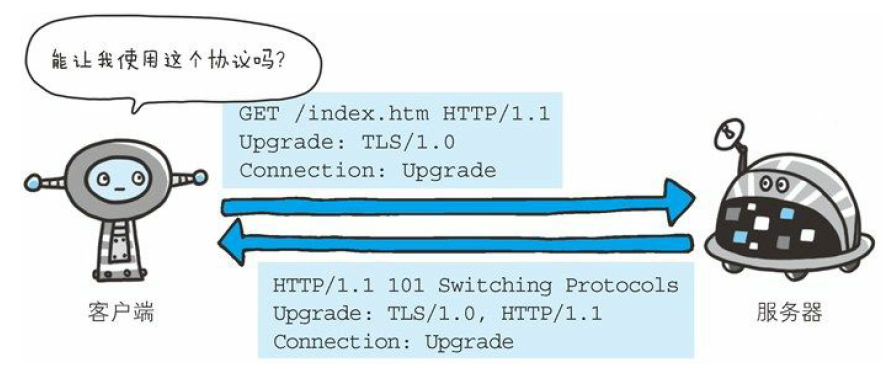 能让我使用这个协议吗?
GET /index.htm HTTP/1.1
Upgrade: TLS/1.0
Connection: Upgrade
HTTP/1.1 101 Switching Protocols
Upgrade: TLS/1.0, HTTP/1.1
Connection: Upgrade
客户端
服务器